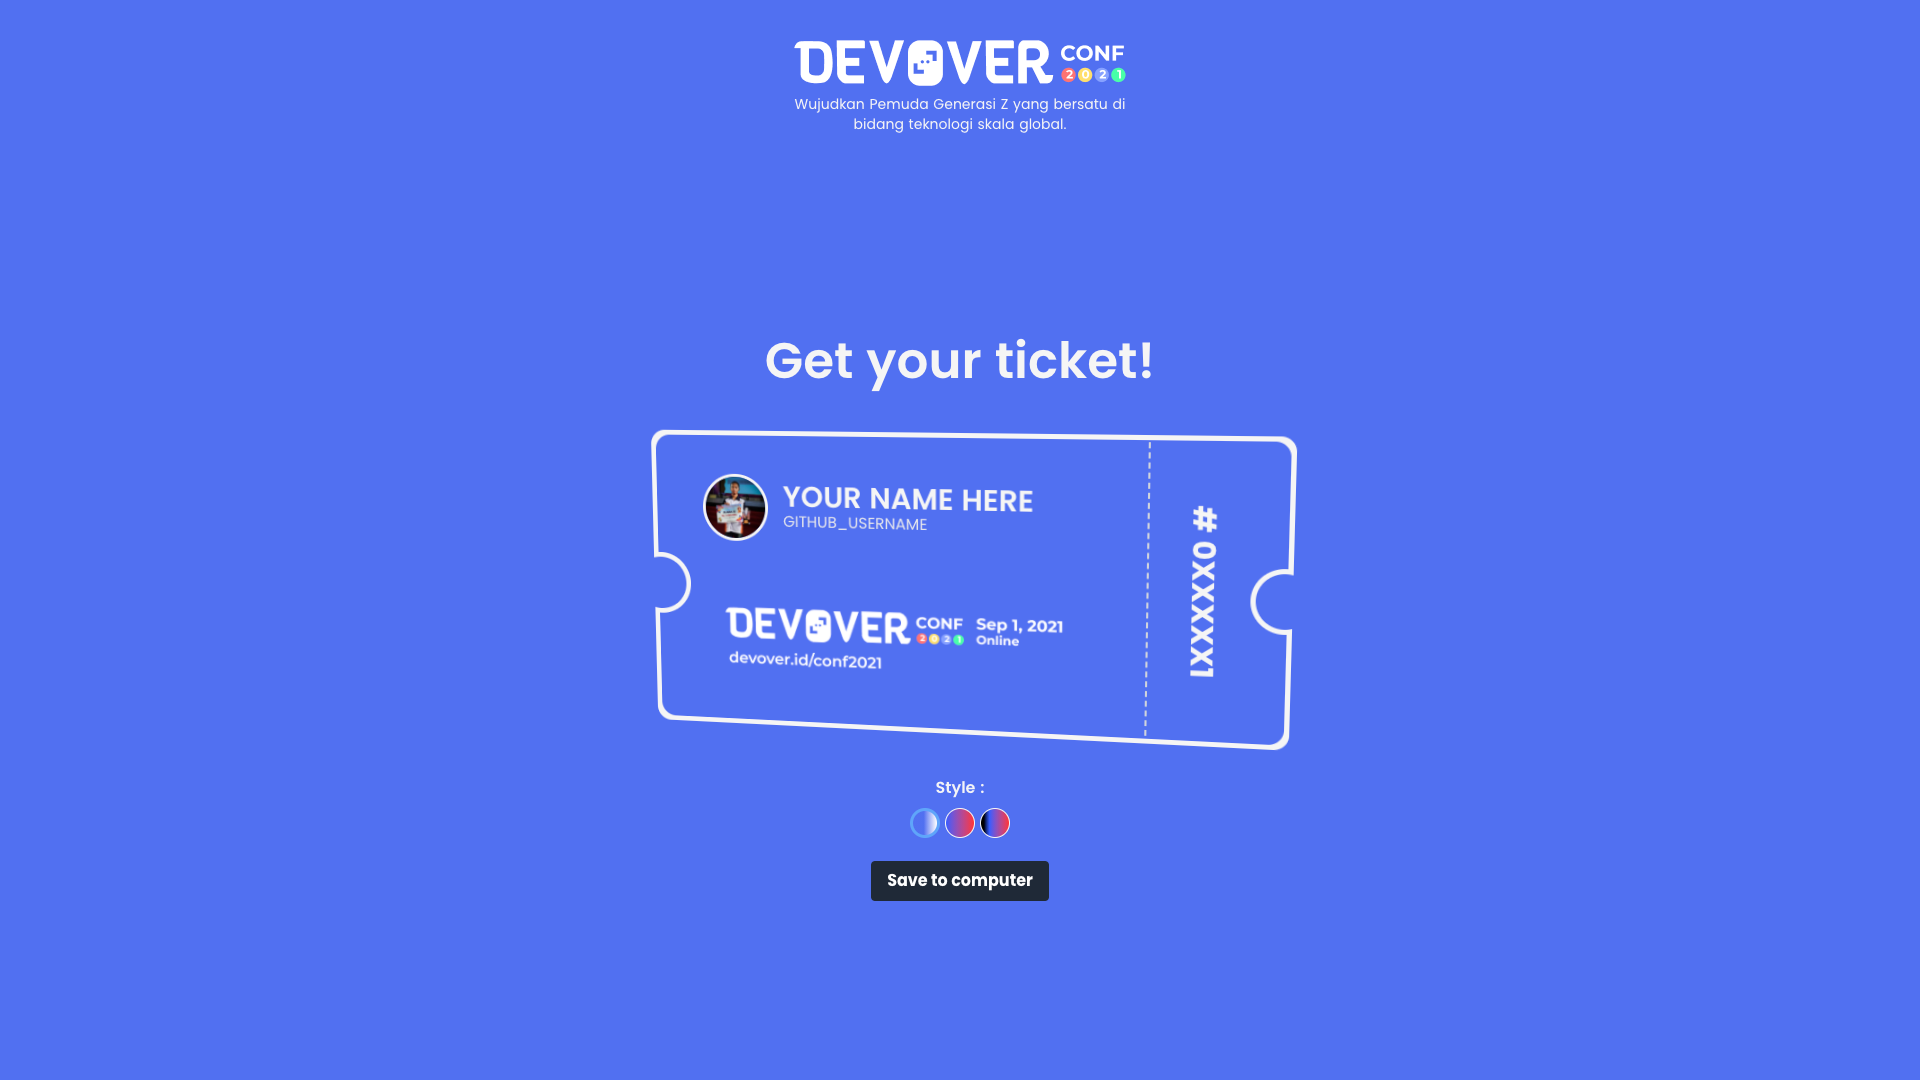 DEVOVER CONF
2021
Wujudkan Pemuda Generasi Z yang bersatu di
bidang teknologi skala global.
Get your ticket!
YOUR NAME HERE
GITHUB_USERNAME
# 0XXXXXX1
DEVOVER CONF
2021
Sep 1, 2021
Online
devover.id/conf2021
Style :
Save to computer